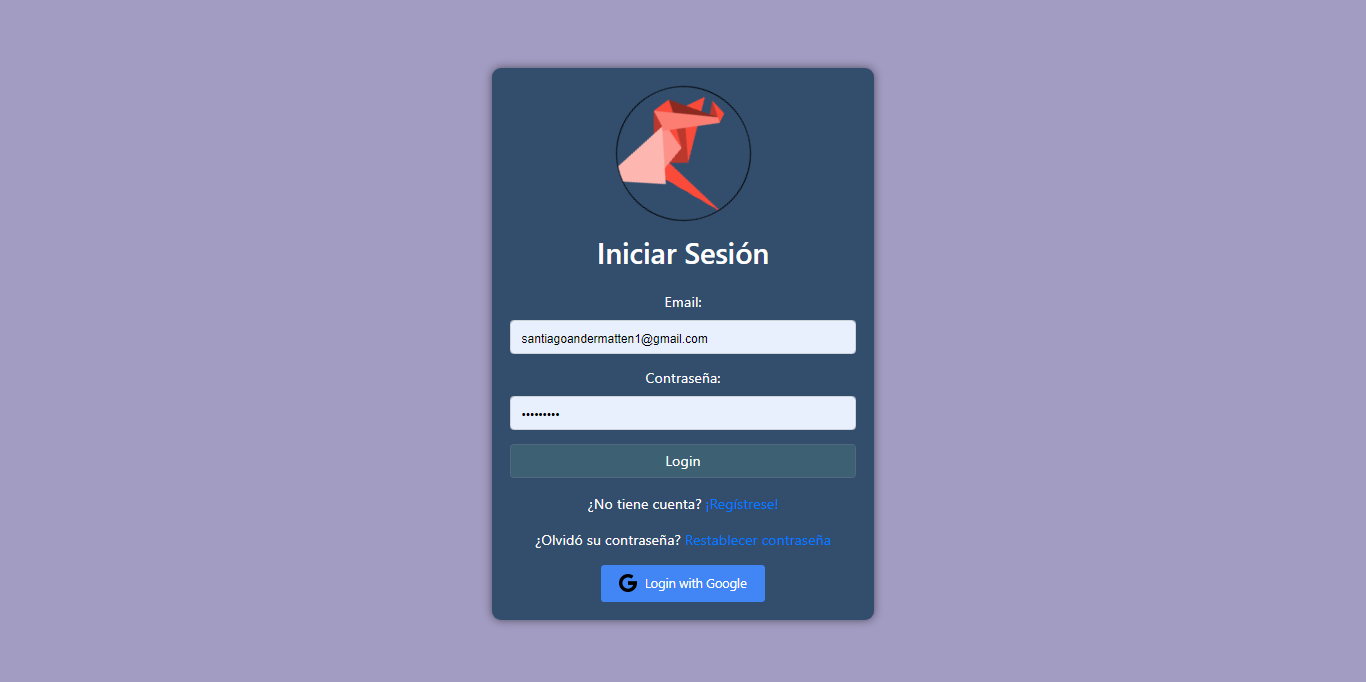 Iniciar Sesión
Email:
santiagoandermatten1@gmail.com
Contraseña:
•••••••••
Login
¿No tiene cuenta? ¡Regístrese!
¿Olvidó su contraseña? Restablecer contraseña
Login with Google